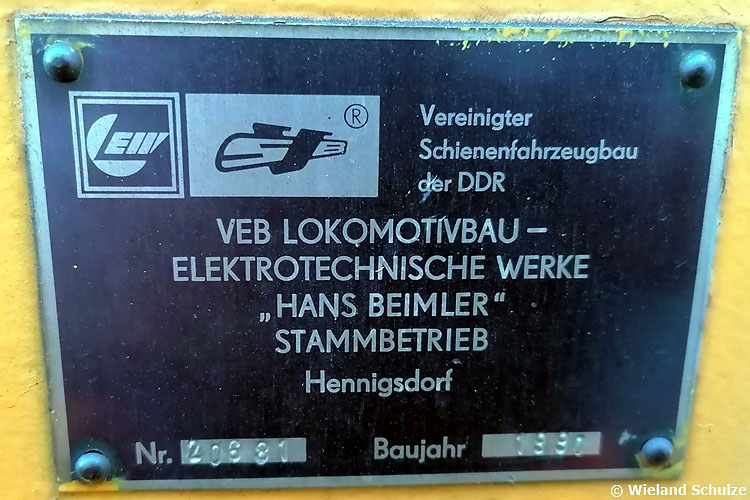 LEW
®
Vereinigter
Schienenfahrzeugbau
der DDR
VEB LOKOMOTIVBAU –
ELEKTROTECHNISCHE WERKE
„HANS BEIMLER“
STAMMBETRIEB
Hennigsdorf
Nr. 20681 Baujahr 1990
© Wieland Schulze